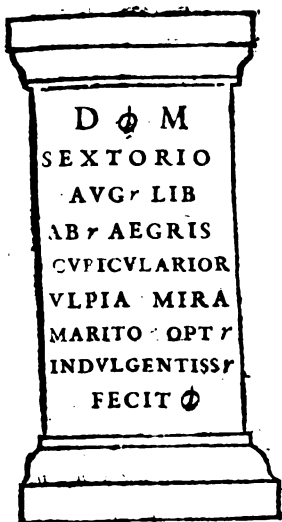 D M
SEXTORIO
AVG LIB
AB AEGRIS
CVPICVLARIOR
VLPIA MIRA
MARITO OPT
INDVLGENTISS
FECIT